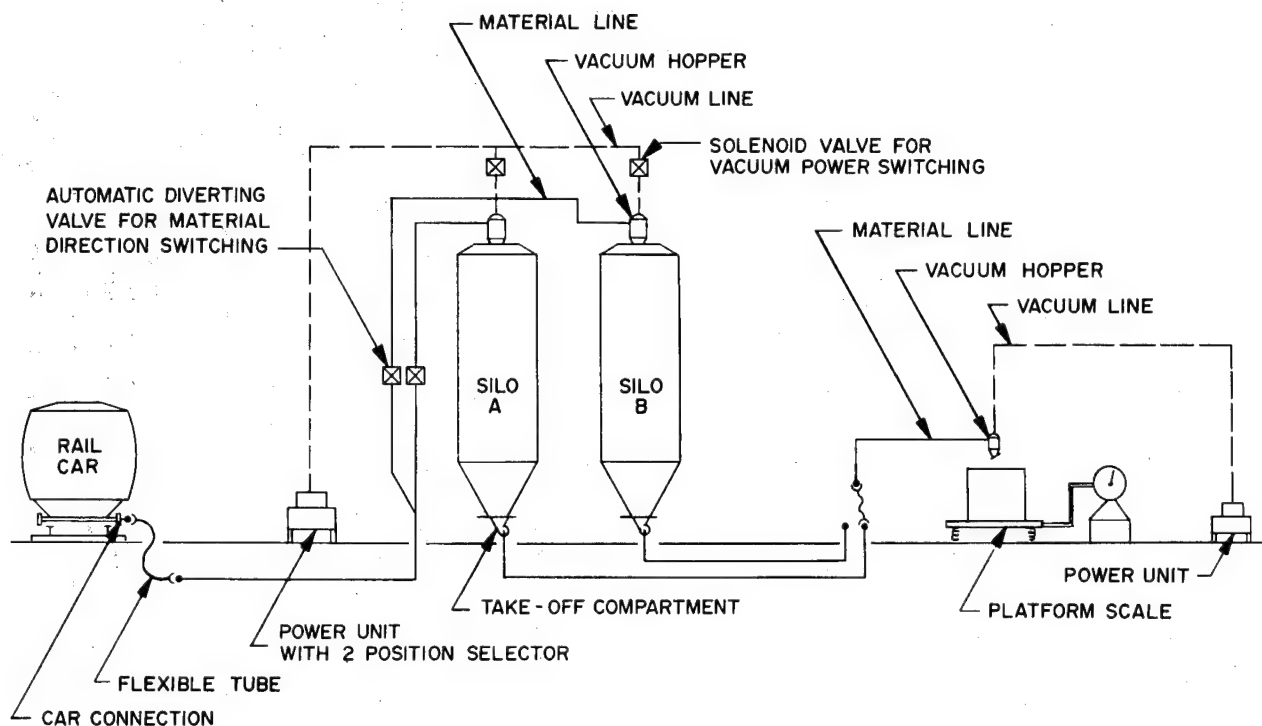 MATERIAL LINE
VACUUM HOPPER
VACUUM LINE
SOLENOID VALVE FOR
VACUUM POWER SWITCHING
AUTOMATIC DIVERTING
VALVE FOR MATERIAL
DIRECTION SWITCHING
MATERIAL LINE
VACUUM HOPPER
VACUUM LINE
SILO
A
SILO
B
RAIL
CAR
POWER UNIT
PLATFORM SCALE
TAKE-OFF COMPARTMENT
POWER UNIT
WITH 2 POSITION SELECTOR
FLEXIBLE TUBE
CAR CONNECTION